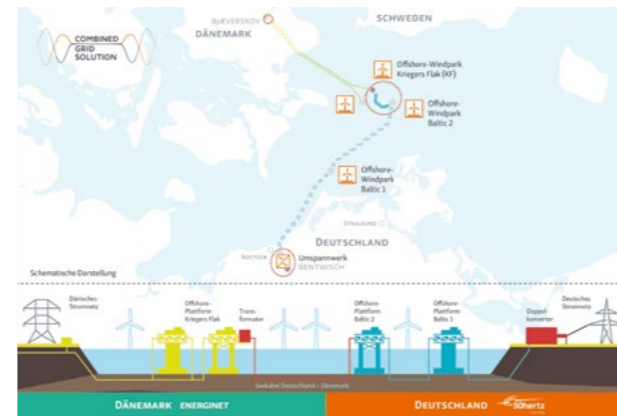 COMBINED
GRID
SOLUTION
BJÆVERSKOV
DÄNEMARK
SCHWEDEN
Offshore-Windpark
Kriegers Flak (KF)
Offshore-
Windpark
Baltic 2
Offshore-
Windpark
Baltic 1
STRALSUND
DEUTSCHLAND
ROSTOCK
Umspannwerk
BENTWISCH
Schematische Darstellung
Dänisches
Stromnetz
Offshore-
Plattform
Kriegers Flak
Trans-
formator
Offshore-
Plattform
Baltic 2
Offshore-
Plattform
Baltic 1
Doppel-
konverter
Deutsches
Stromnetz
Seekabel Deutschland – Dänemark
DÄNEMARK ENERGINET
DEUTSCHLAND 50hertz